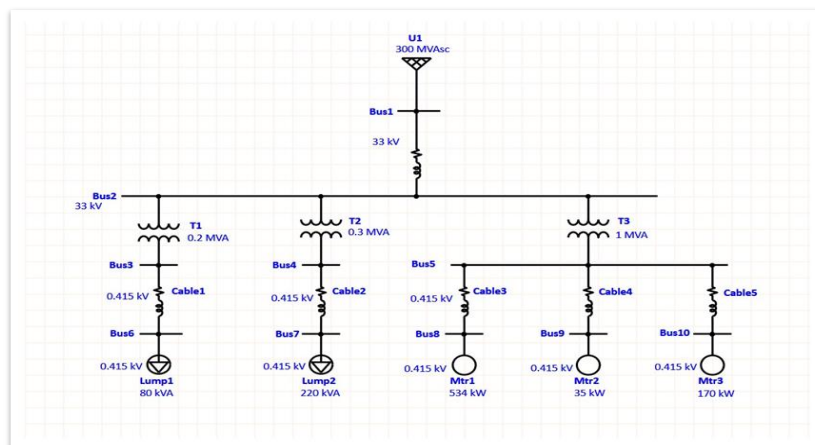 U1
300 MVAsc
Bus1
33 kV
Bus2
33 kV
T1
0.2 MVA
T2
0.3 MVA
T3
1 MVA
Bus3
Bus4
Bus5
0.415 kV
Cable1
0.415 kV
Cable2
0.415 kV
Cable3
Cable4
Cable5
Bus6
Bus7
Bus8
Bus9
Bus10
0.415 kV
0.415 kV
0.415 kV
0.415 kV
0.415 kV
Lump1
80 kVA
Lump2
220 kVA
Mtr1
534 kW
Mtr2
35 kW
Mtr3
170 kW